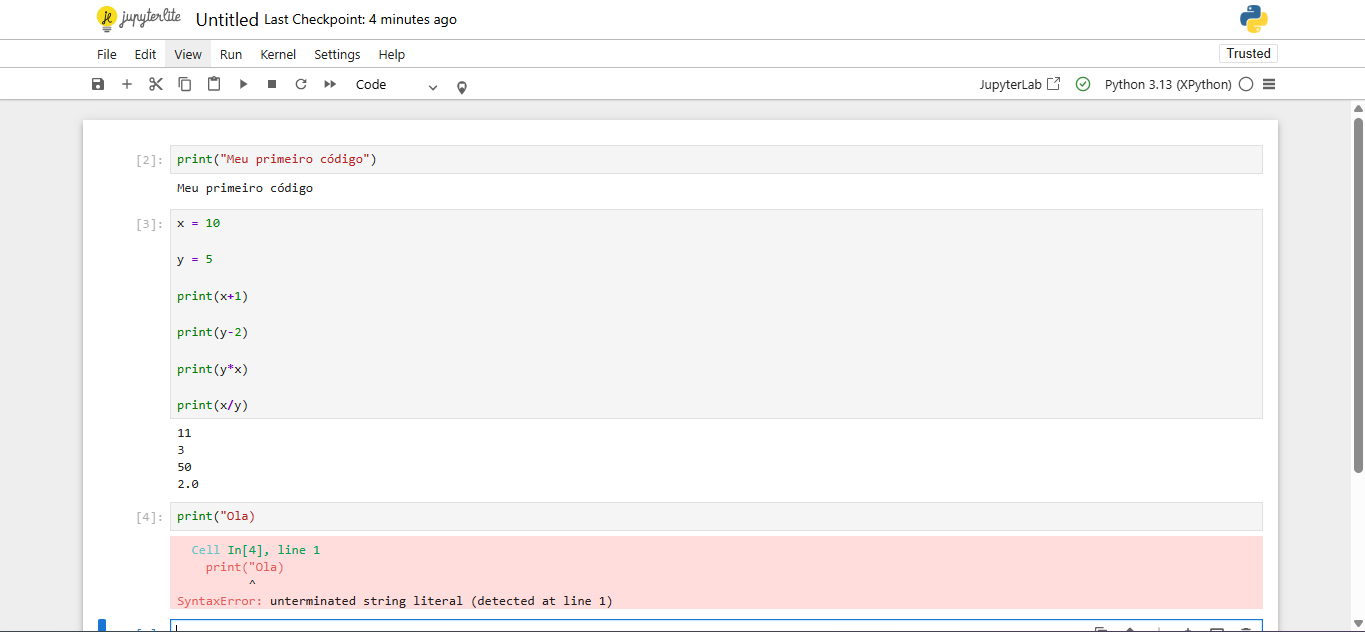 jupyterlite Untitled Last Checkpoint: 4 minutes ago
File Edit View Run Kernel Settings Help Trusted
Code JupyterLab Python 3.13 (XPython)
[2]: print("Meu primeiro código")
Meu primeiro código
[3]: x = 10
y = 5
print(x+1)
print(y-2)
print(y*x)
print(x/y)
11
3
50
2.0
[4]: print("Ola)
Cell In[4], line 1
print("Ola)
^
SyntaxError: unterminated string literal (detected at line 1)